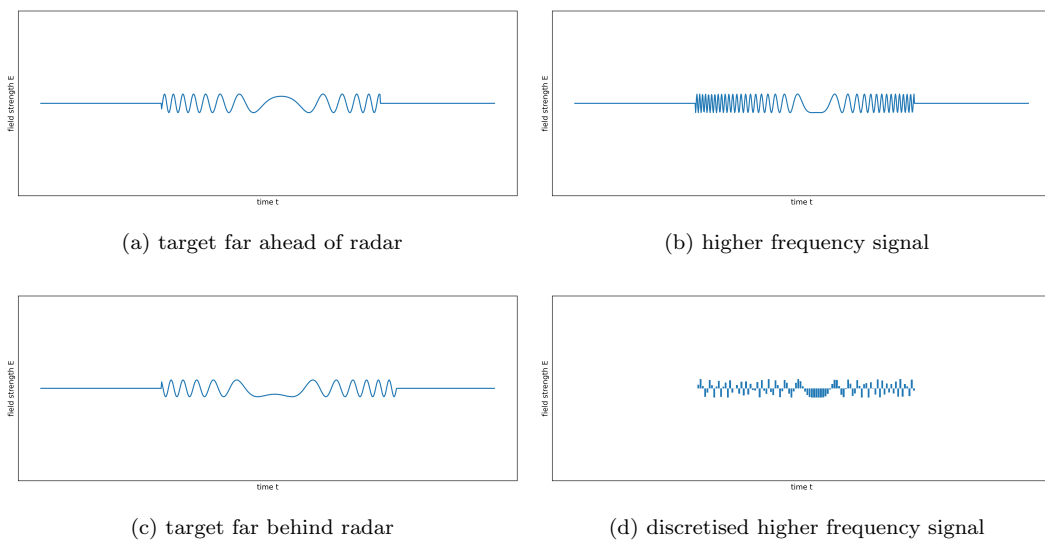 field strength E
time t
(a) target far ahead of radar
field strength E
time t
(b) higher frequency signal
field strength E
time t
(c) target far behind radar
field strength E
time t
(d) discretised higher frequency signal